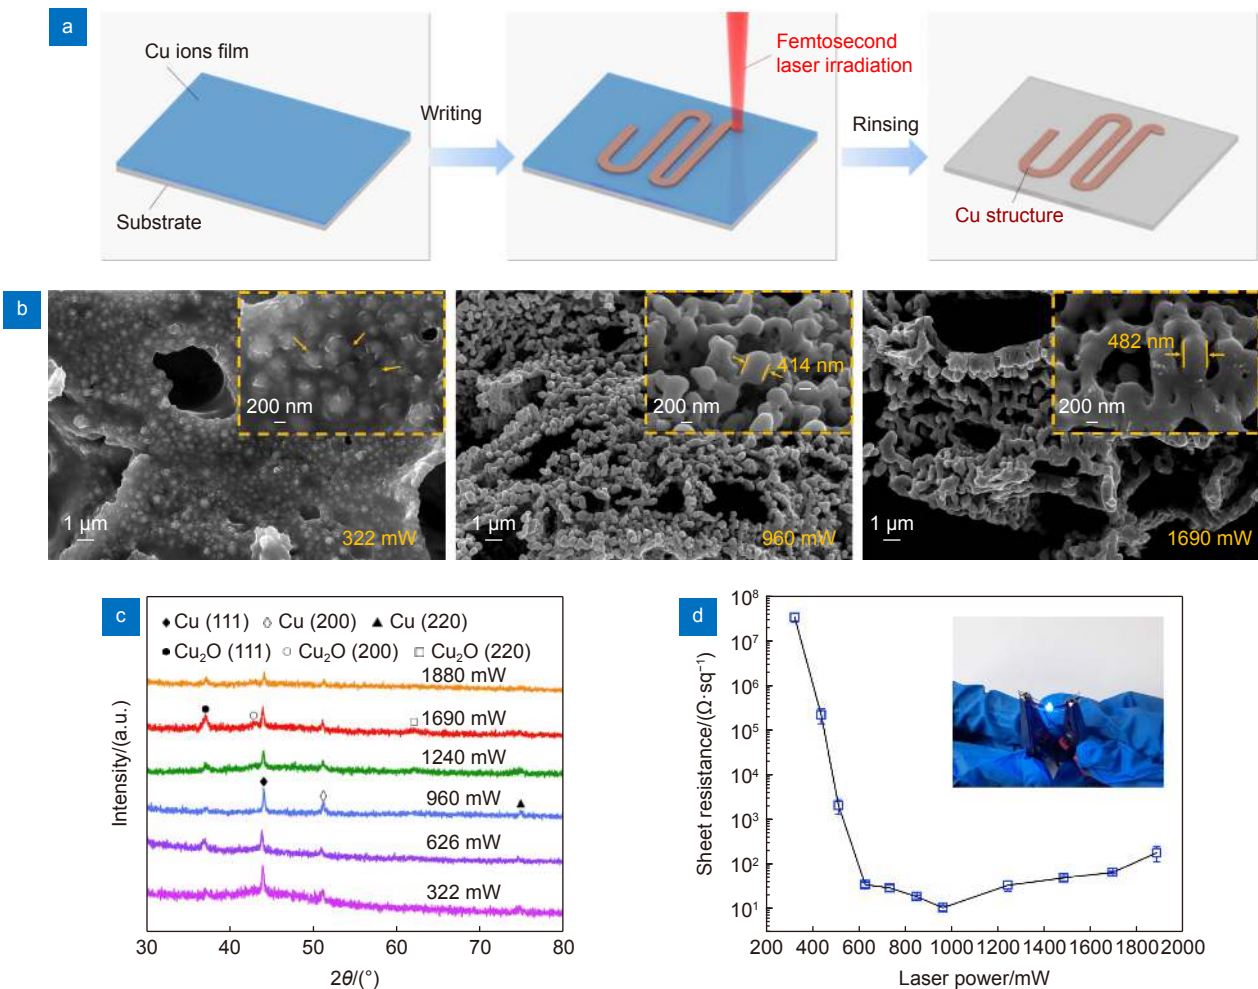 a
Cu ions film
Substrate
Writing
Femtosecond
laser irradiation
Rinsing
Cu structure
b
200 nm
1 μm
322 mW
414 nm
200 nm
1 μm
960 mW
482 nm
200 nm
1 μm
1690 mW
c
Cu (111) Cu (200) Cu (220)
Cu₂O (111) Cu₂O (200) Cu₂O (220)
1880 mW
1690 mW
1240 mW
960 mW
626 mW
322 mW
Intensity/(a.u.)
30 40 50 60 70 80
2θ/(°)
d
Sheet resistance/(Ω·sq⁻¹)
10⁸
10⁷
10⁶
10⁵
10⁴
10³
10²
10¹
200 400 600 800 1000 1200 1400 1600 1800 2000
Laser power/mW